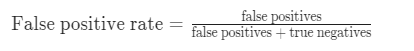 False positive rate = false positives / false positives + true negatives